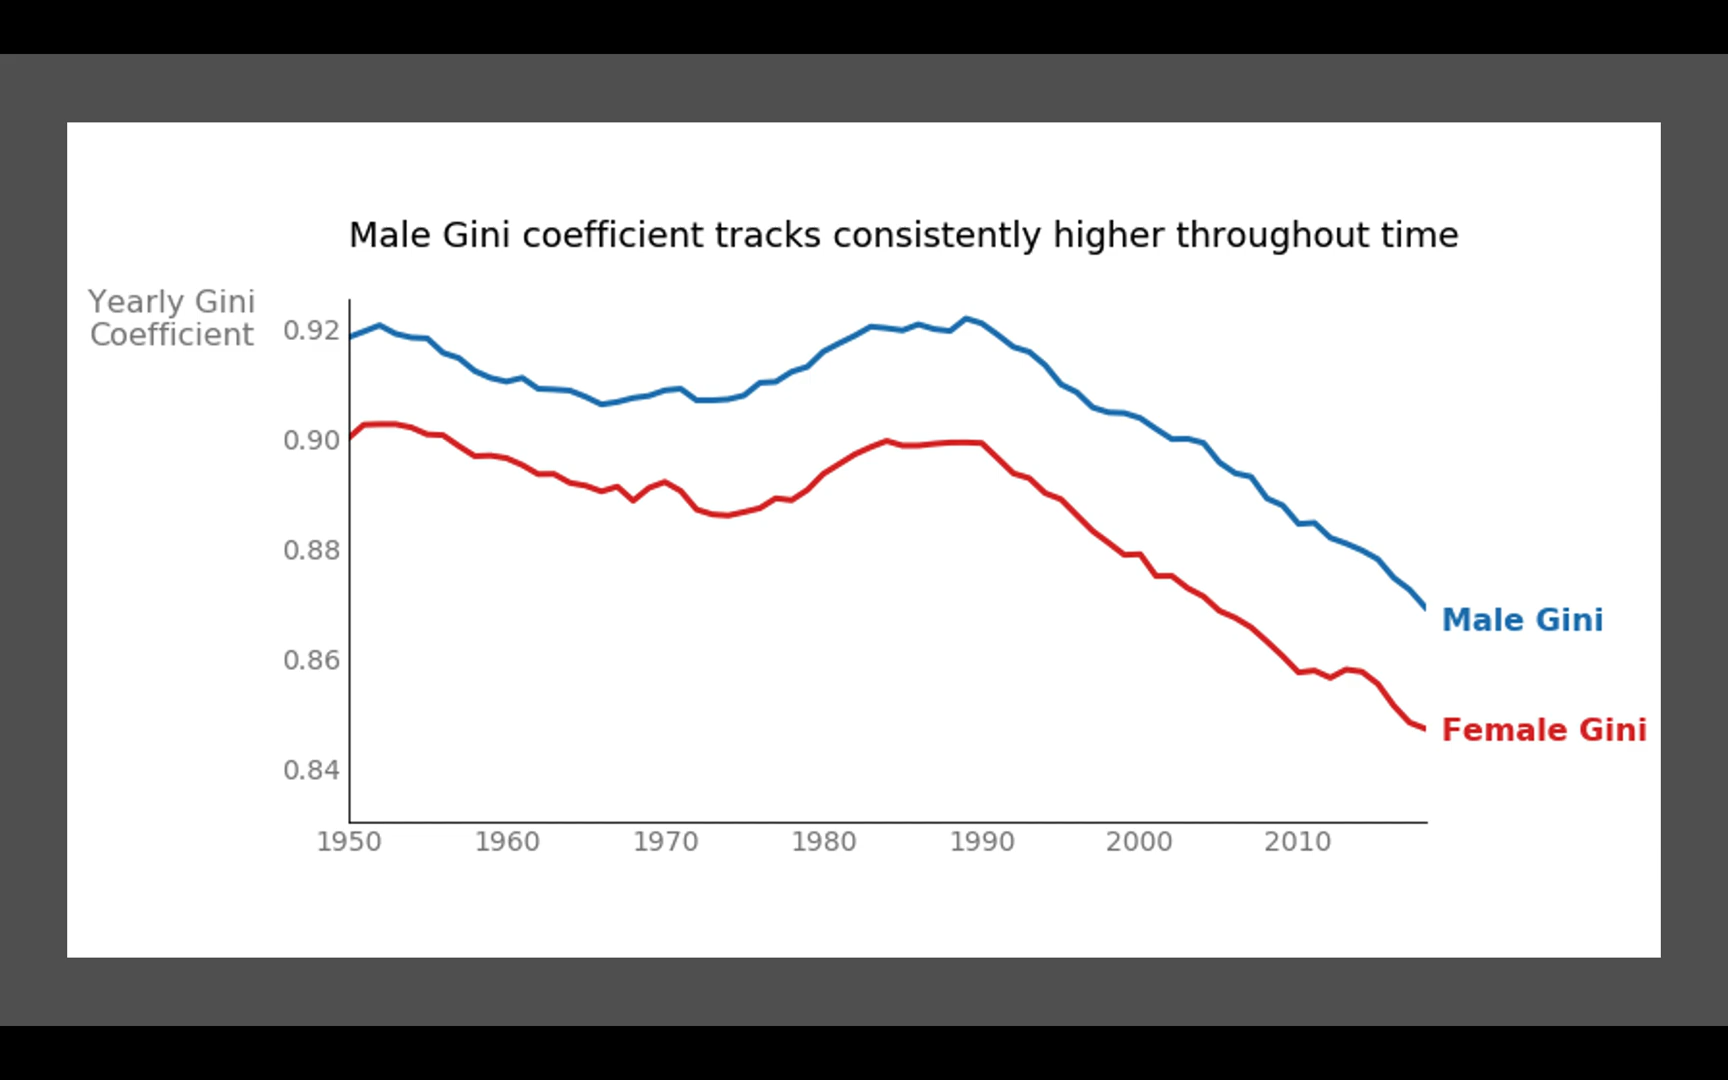 Male Gini coefficient tracks consistently higher throughout time
Yearly Gini
Coefficient
0.92
0.90
0.88
0.86
0.84
Male Gini
Female Gini
1950 1960 1970 1980 1990 2000 2010